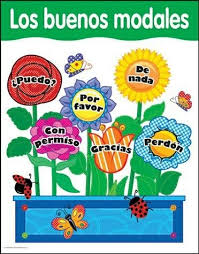 Los buenos modales
¿Puedo?
De
nada
Por
favor
Con
permiso
Gracias
Perdón